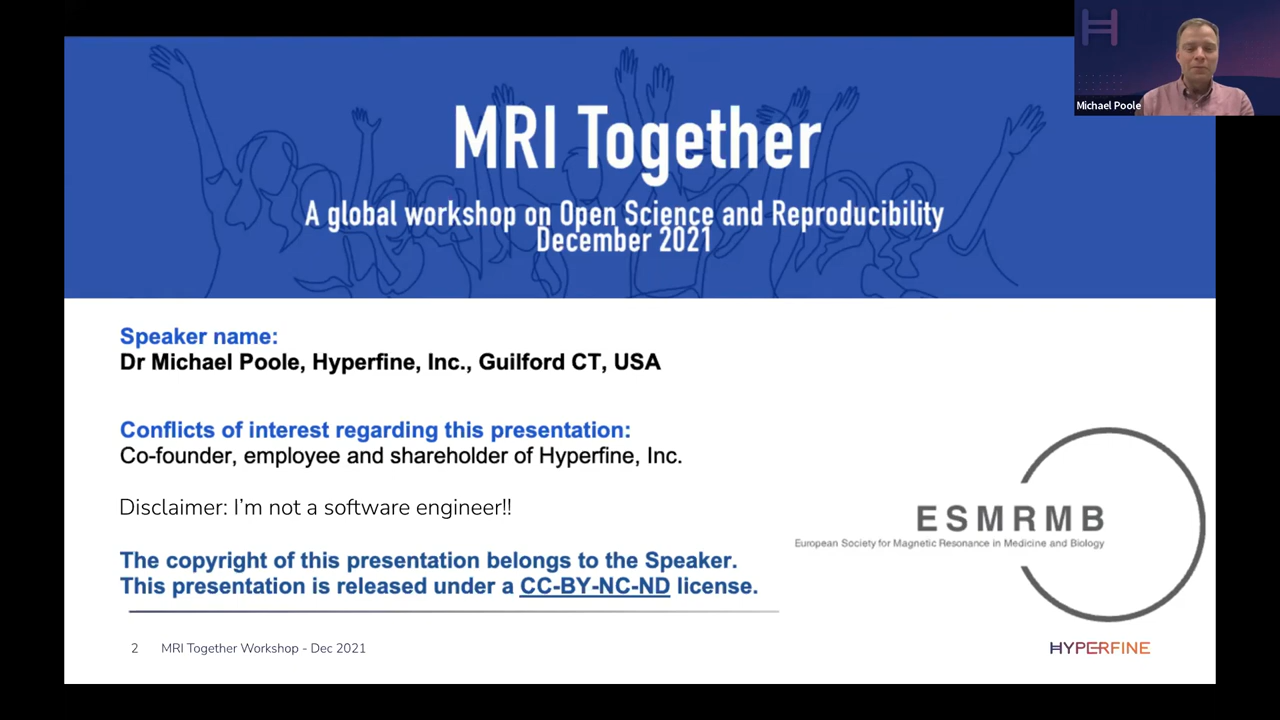 MRI Together
A global workshop on Open Science and Reproducibility
December 2021
Michael Poole
Speaker name:
Dr Michael Poole, Hyperfine, Inc., Guilford CT, USA
Conflicts of interest regarding this presentation:
Co-founder, employee and shareholder of Hyperfine, Inc.
Disclaimer: I’m not a software engineer!!
The copyright of this presentation belongs to the Speaker.
This presentation is released under a CC-BY-NC-ND license.
ESMRMB
European Society for Magnetic Resonance in Medicine and Biology
2 MRI Together Workshop - Dec 2021
HYPERFINE